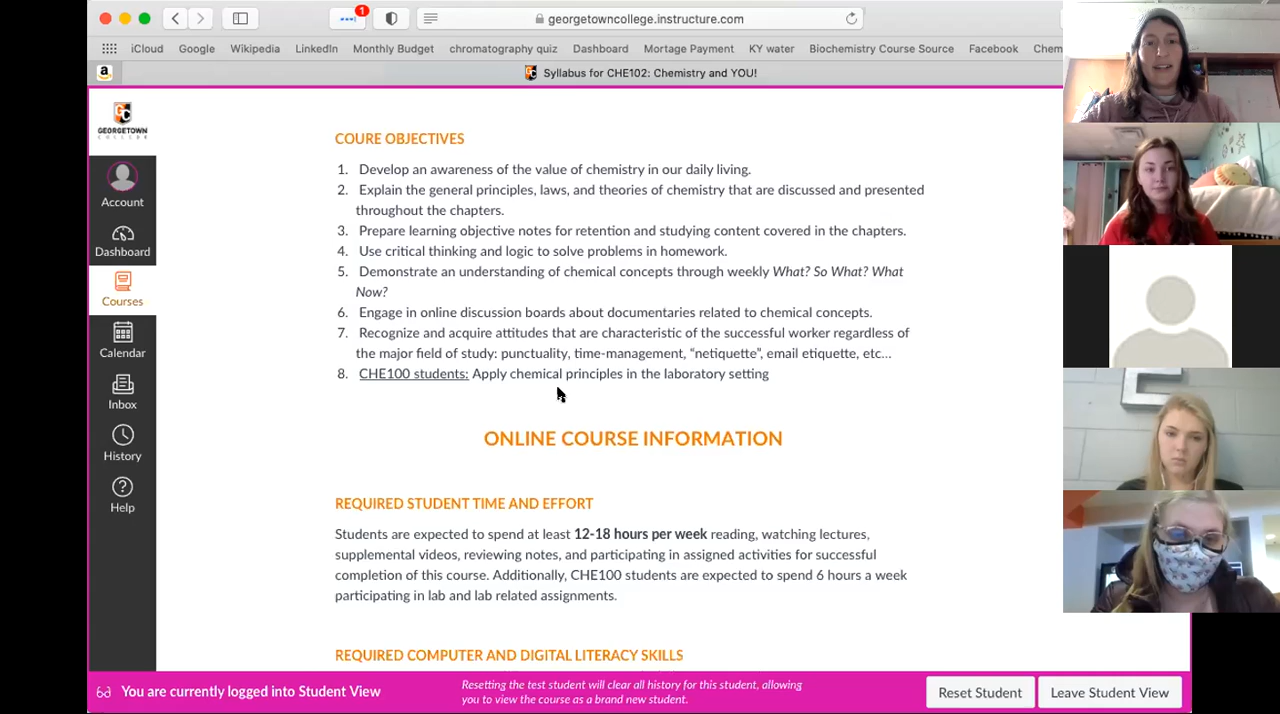 1
georgetowncollege.instructure.com
iCloud Google Wikipedia LinkedIn Monthly Budget chromatography quiz Dashboard Mortage Payment KY water Biochemistry Course Source Facebook Chem
a
Syllabus for CHE102: Chemistry and YOU!
GEORGETOWN
COLLEGE
Account
Dashboard
Courses
Calendar
Inbox
History
Help
COURE OBJECTIVES
1. Develop an awareness of the value of chemistry in our daily living.
2. Explain the general principles, laws, and theories of chemistry that are discussed and presented
throughout the chapters.
3. Prepare learning objective notes for retention and studying content covered in the chapters.
4. Use critical thinking and logic to solve problems in homework.
5. Demonstrate an understanding of chemical concepts through weekly What? So What? What
Now?
6. Engage in online discussion boards about documentaries related to chemical concepts.
7. Recognize and acquire attitudes that are characteristic of the successful worker regardless of
the major field of study: punctuality, time-management, “netiquette”, email etiquette, etc...
8. CHE100 students: Apply chemical principles in the laboratory setting
ONLINE COURSE INFORMATION
REQUIRED STUDENT TIME AND EFFORT
Students are expected to spend at least 12-18 hours per week reading, watching lectures,
supplemental videos, reviewing notes, and participating in assigned activities for successful
completion of this course. Additionally, CHE100 students are expected to spend 6 hours a week
participating in lab and lab related assignments.
REQUIRED COMPUTER AND DIGITAL LITERACY SKILLS
You are currently logged into Student View
Resetting the test student will clear all history for this student, allowing
you to view the course as a brand new student.
Reset Student
Leave Student View